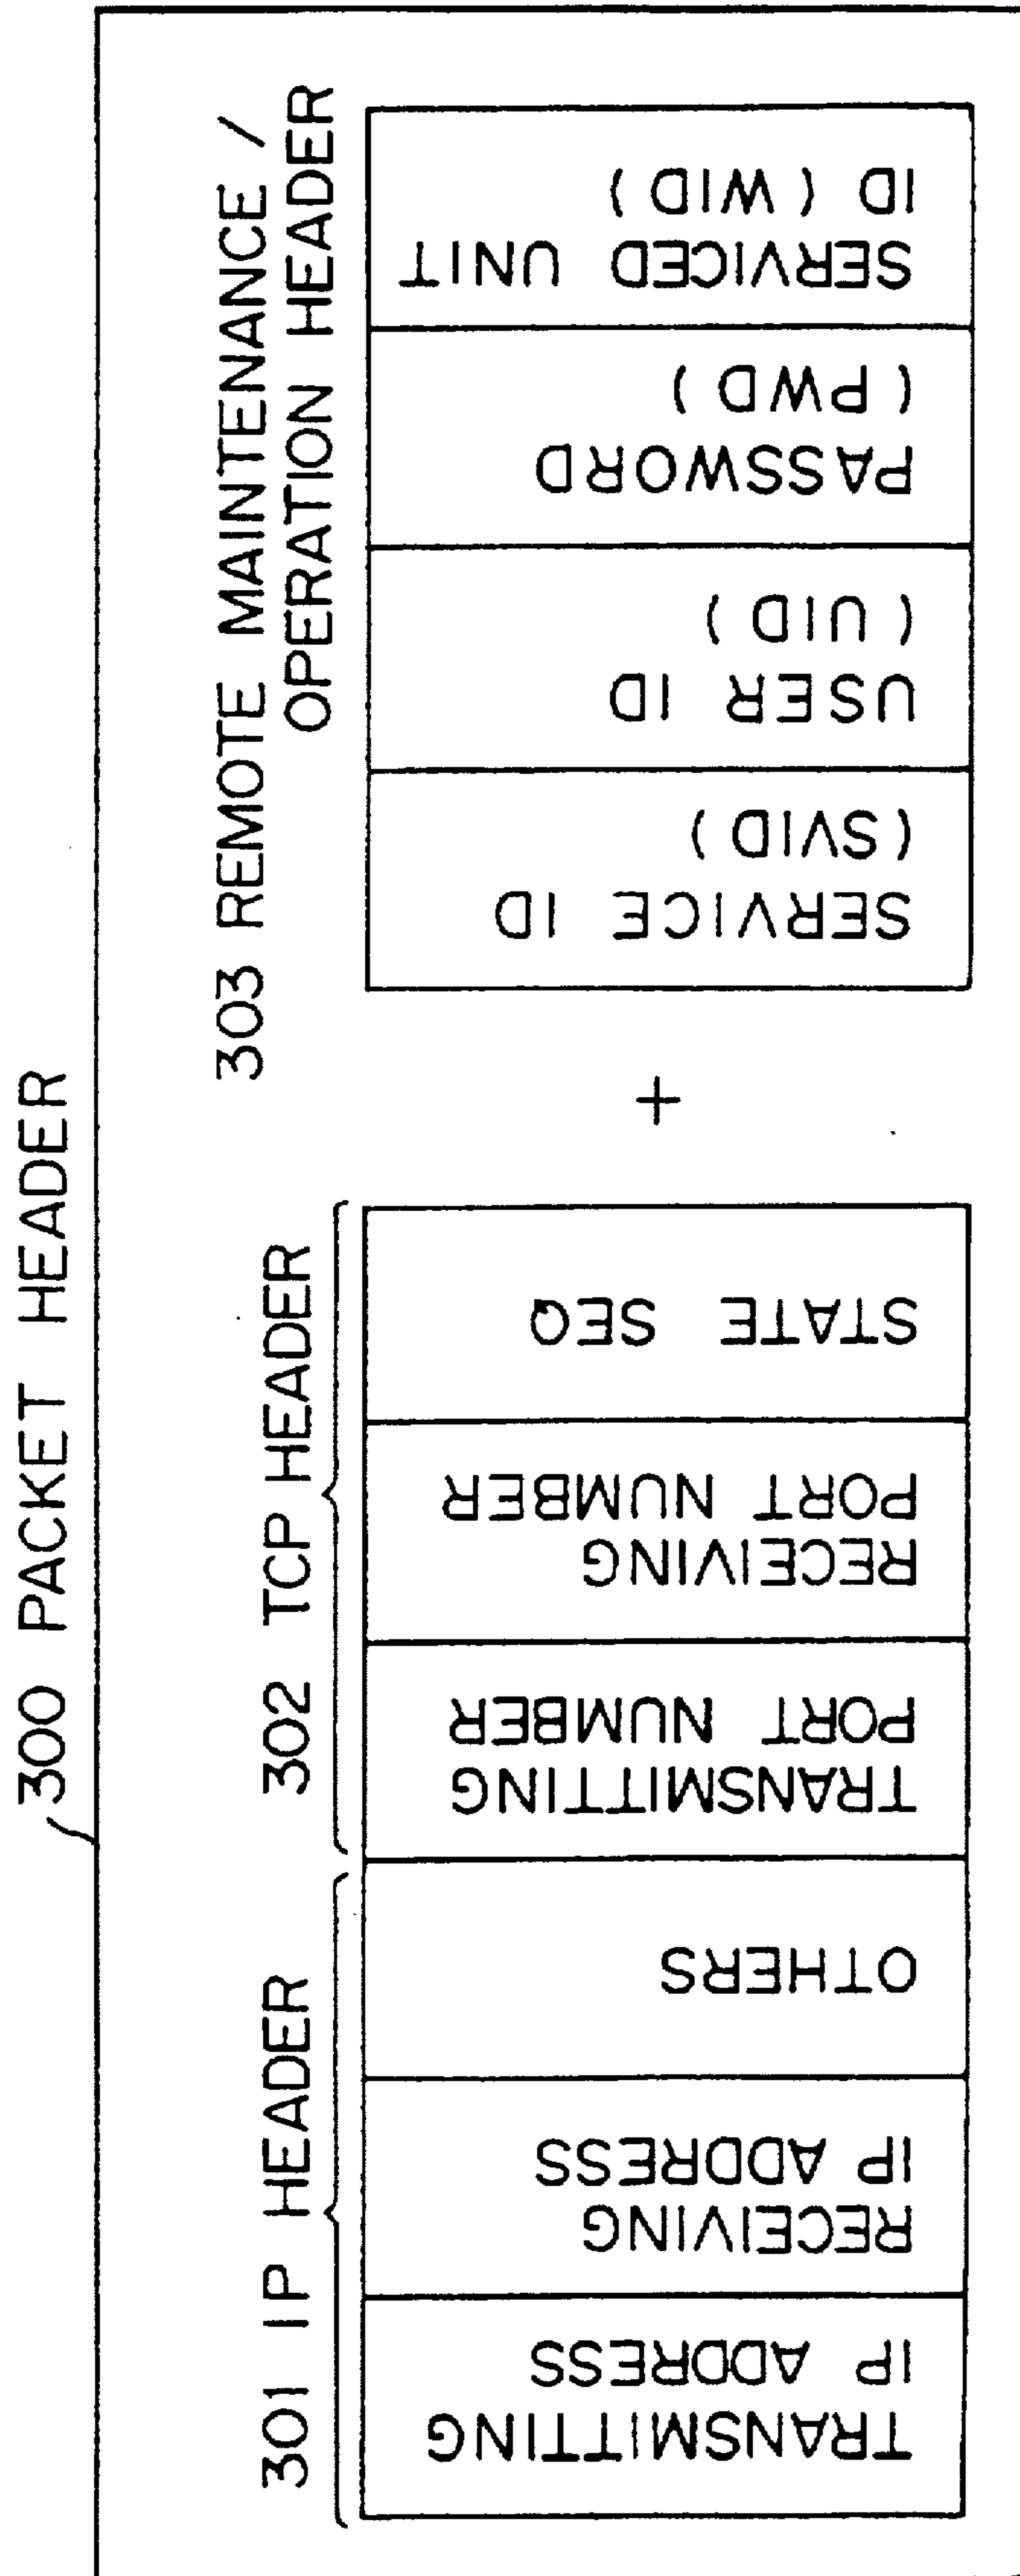 300 PACKET HEADER
301 IP HEADER
302 TCP HEADER
303 REMOTE MAINTENANCE /
OPERATION HEADER
TRANSMITTING
IP ADDRESS
RECEIVING
IP ADDRESS
OTHERS
TRANSMITTING
PORT NUMBER
RECEIVING
PORT NUMBER
STATE SEQ
+
SERVICE ID
(SVID)
USER ID
(UID)
PASSWORD
(PWD)
SERVICED UNIT
ID (WID)